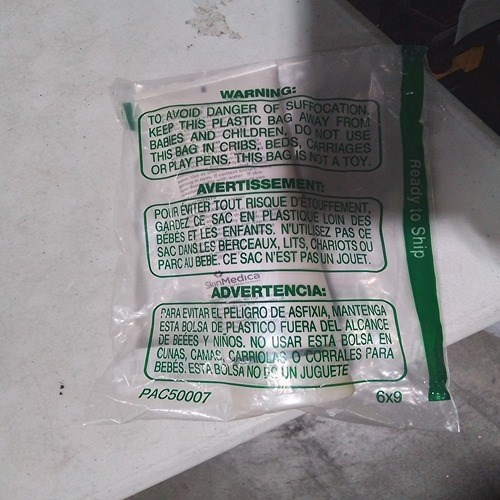 WARNING:
TO AVOID DANGER OF SUFFOCATION,
KEEP THIS PLASTIC BAG AWAY FROM
BABIES AND CHILDREN, DO NOT USE
THIS BAG IN CRIBS, BEDS, CARRIAGES
OR PLAY PENS. THIS BAG IS NOT A TOY.
AVERTISSEMENT:
POUR ÉVITER TOUT RISQUE D'ÉTOUFFEMENT,
GARDEZ CE SAC EN PLASTIQUE LOIN DES
BÉBÉS ET LES ENFANTS. N'UTILISEZ PAS CE
SAC DANS LES BERCEAUX, LITS, CHARIOTS OU
PARC AU BEBE. CE SAC N'EST PAS UN JOUET.
SkinMedica
ADVERTENCIA:
PARA EVITAR EL PELIGRO DE ASFIXIA, MANTENGA
ESTA BOLSA DE PLÁSTICO FUERA DEL ALCANCE
DE BEBES Y NIÑOS. NO USAR ESTA BOLSA EN
CUNAS, CAMAS, CARRIOLAS O CORRALES PARA
BEBÉS. ESTA BOLSA NO ES UN JUGUETE
PAC50007
6x9
Ready to Ship